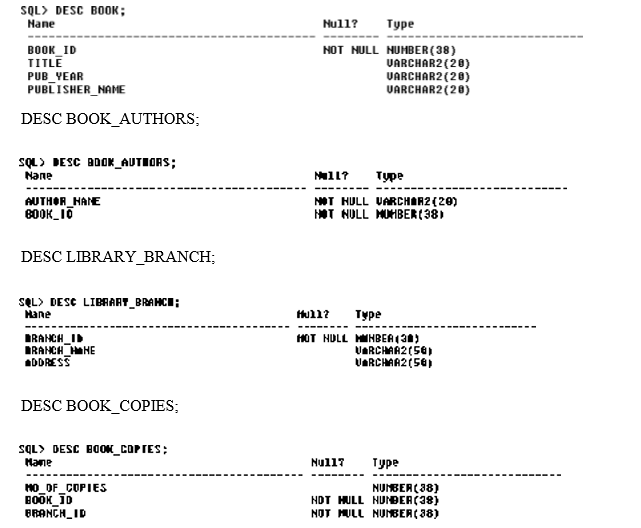 SQL> DESC BOOK;
Name Null? Type
BOOK_ID NOT NULL NUMBER(38)
TITLE VARCHAR2(20)
PUB_YEAR VARCHAR2(20)
PUBLISHER_NAME VARCHAR2(20)
DESC BOOK_AUTHORS;
SQL> DESC BOOK_AUTHORS;
Name Null? Type
AUTHOR_NAME NOT NULL VARCHAR2(20)
BOOK_ID NOT NULL NUMBER(38)
DESC LIBRARY_BRANCH;
SQL> DESC LIBRARY_BRANCH;
Name Null? Type
BRANCH_ID NOT NULL NUMBER(38)
BRANCH_NAME VARCHAR2(50)
ADDRESS VARCHAR2(50)
DESC BOOK_COPIES;
SQL> DESC BOOK_COPIES;
Name Null? Type
NO_OF_COPIES NUMBER(38)
BOOK_ID NOT NULL NUMBER(38)
BRANCH_ID NOT NULL NUMBER(38)